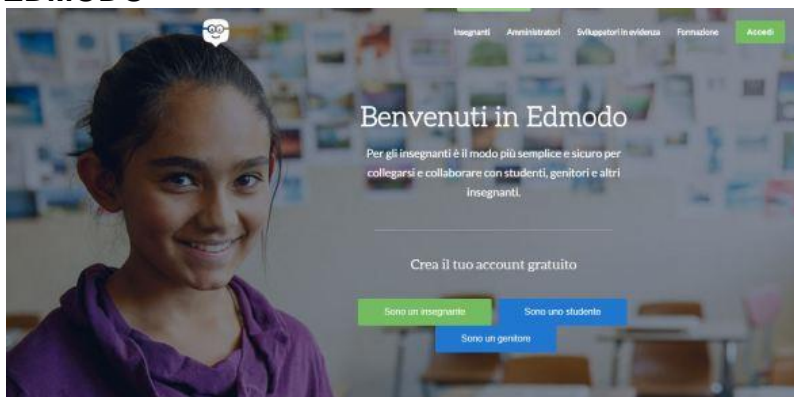 EDMODO
Insegnanti Amministratori Sviluppatori in evidenza Formazione Accedi
Benvenuti in Edmodo
Per gli insegnanti è il modo più semplice e sicuro per
collegarsi e collaborare con studenti, genitori e altri
insegnanti.
Crea il tuo account gratuito
Sono un insegnante Sono uno studente
Sono un genitore